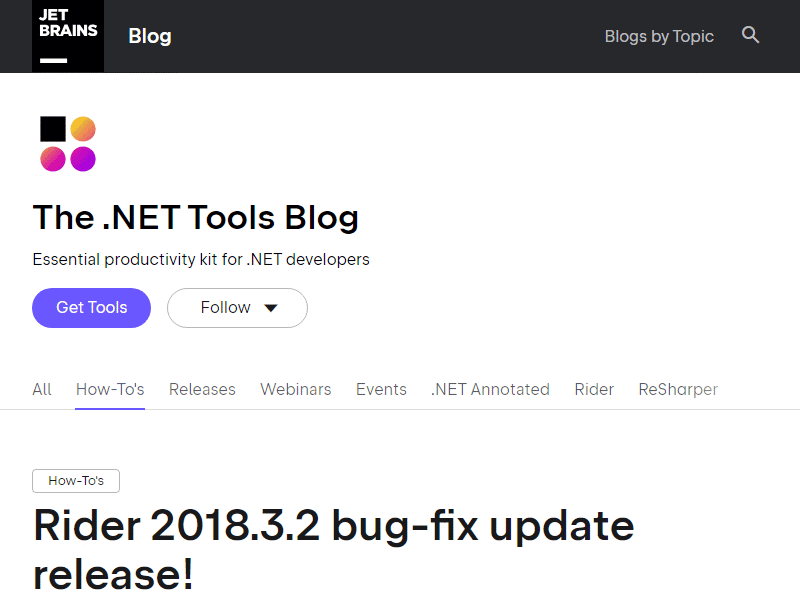 JET
BRAINS
Blog
Blogs by Topic
The .NET Tools Blog
Essential productivity kit for .NET developers
Get Tools
Follow
All How-To's Releases Webinars Events .NET Annotated Rider ReSharper
How-To's
Rider 2018.3.2 bug-fix update
release!